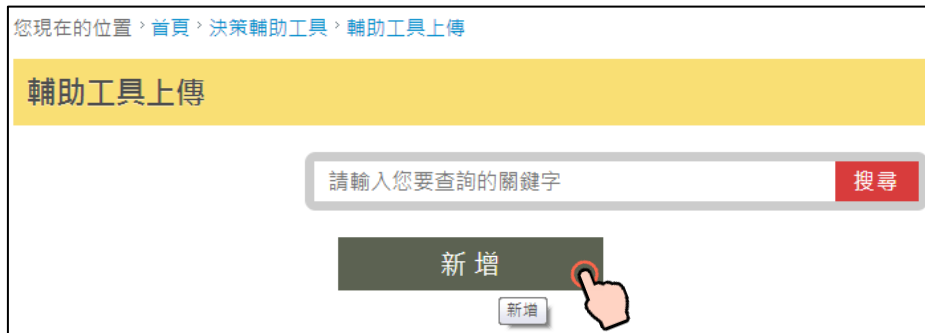 您現在的位置›首頁›決策輔助工具›輔助工具上傳
輔助工具上傳
請輸入您要查詢的關鍵字 搜尋
新增
新增